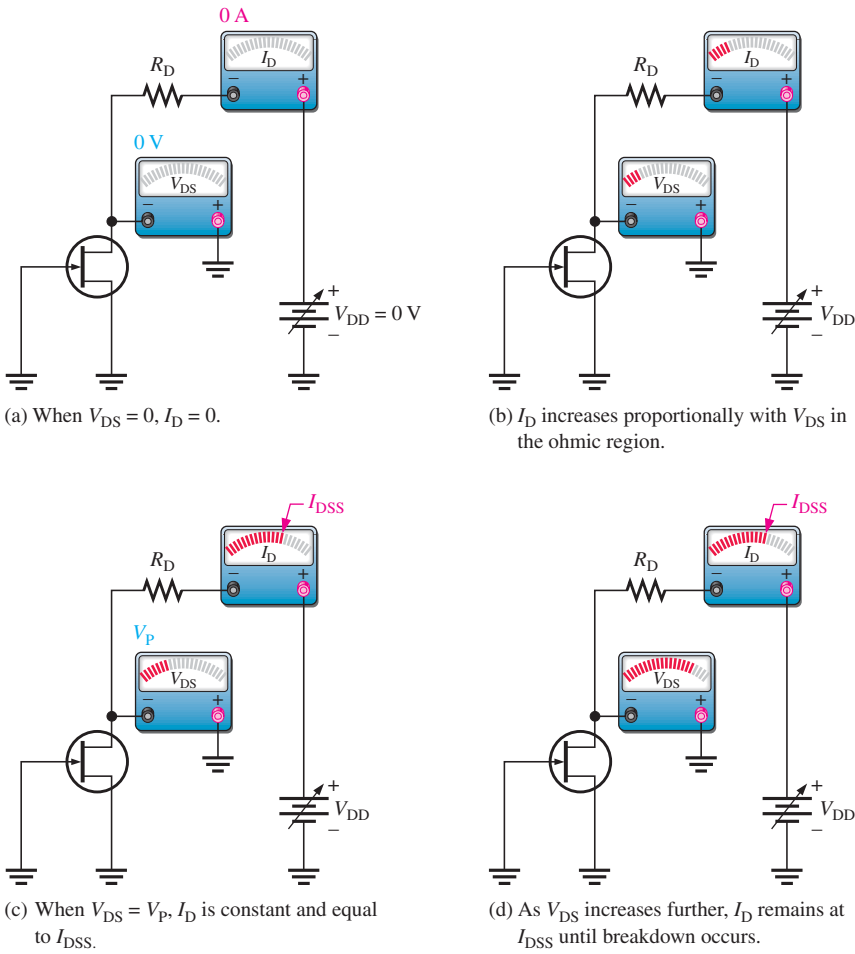 0 A
I_D
R_D
− +
0 V
V_DS
− +
+
V_DD = 0 V
−
(a) When V_DS = 0, I_D = 0.
I_D
R_D
− +
V_DS
− +
+
V_DD
−
(b) I_D increases proportionally with V_DS in
the ohmic region.
I_DSS
I_D
R_D
− +
V_P
V_DS
− +
+
V_DD
−
(c) When V_DS = V_P, I_D is constant and equal
to I_DSS.
I_DSS
I_D
R_D
− +
V_DS
− +
+
V_DD
−
(d) As V_DS increases further, I_D remains at
I_DSS until breakdown occurs.